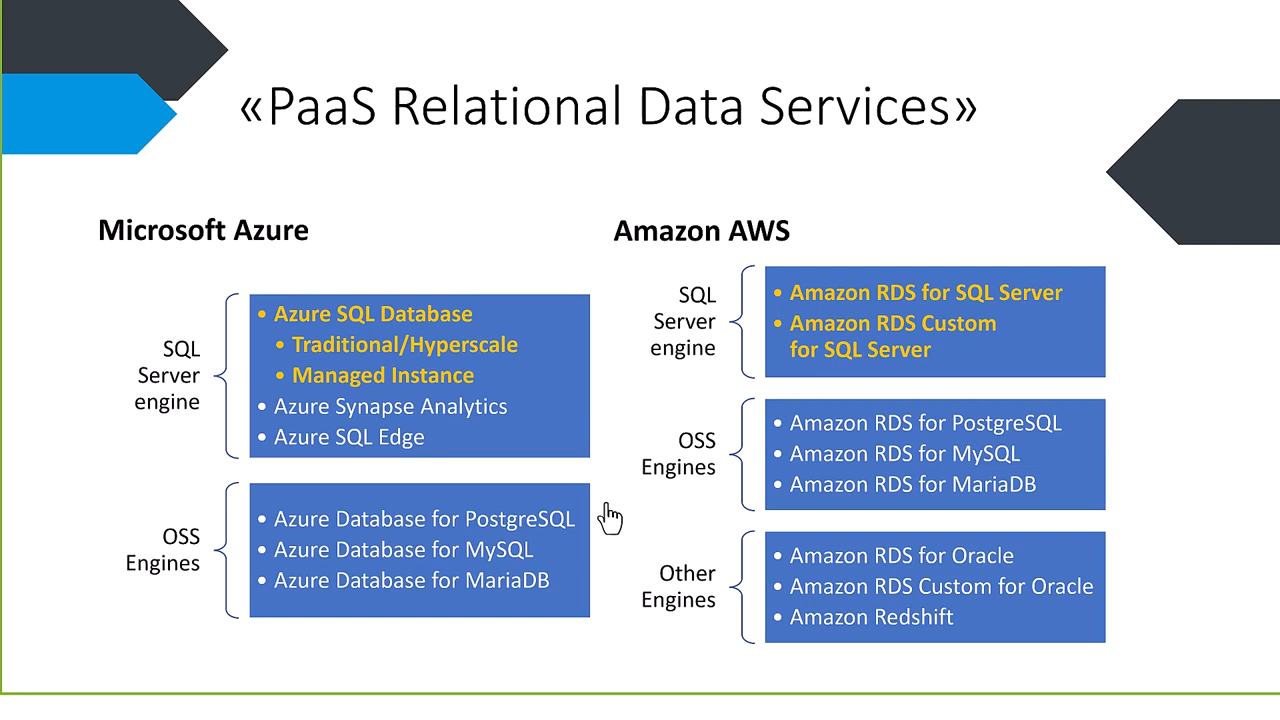 «PaaS Relational Data Services»
Microsoft Azure
SQL
Server
engine
• Azure SQL Database
• Traditional/Hyperscale
• Managed Instance
• Azure Synapse Analytics
• Azure SQL Edge
OSS
Engines
• Azure Database for PostgreSQL
• Azure Database for MySQL
• Azure Database for MariaDB
Amazon AWS
SQL
Server
engine
• Amazon RDS for SQL Server
• Amazon RDS Custom
for SQL Server
OSS
Engines
• Amazon RDS for PostgreSQL
• Amazon RDS for MySQL
• Amazon RDS for MariaDB
Other
Engines
• Amazon RDS for Oracle
• Amazon RDS Custom for Oracle
• Amazon Redshift